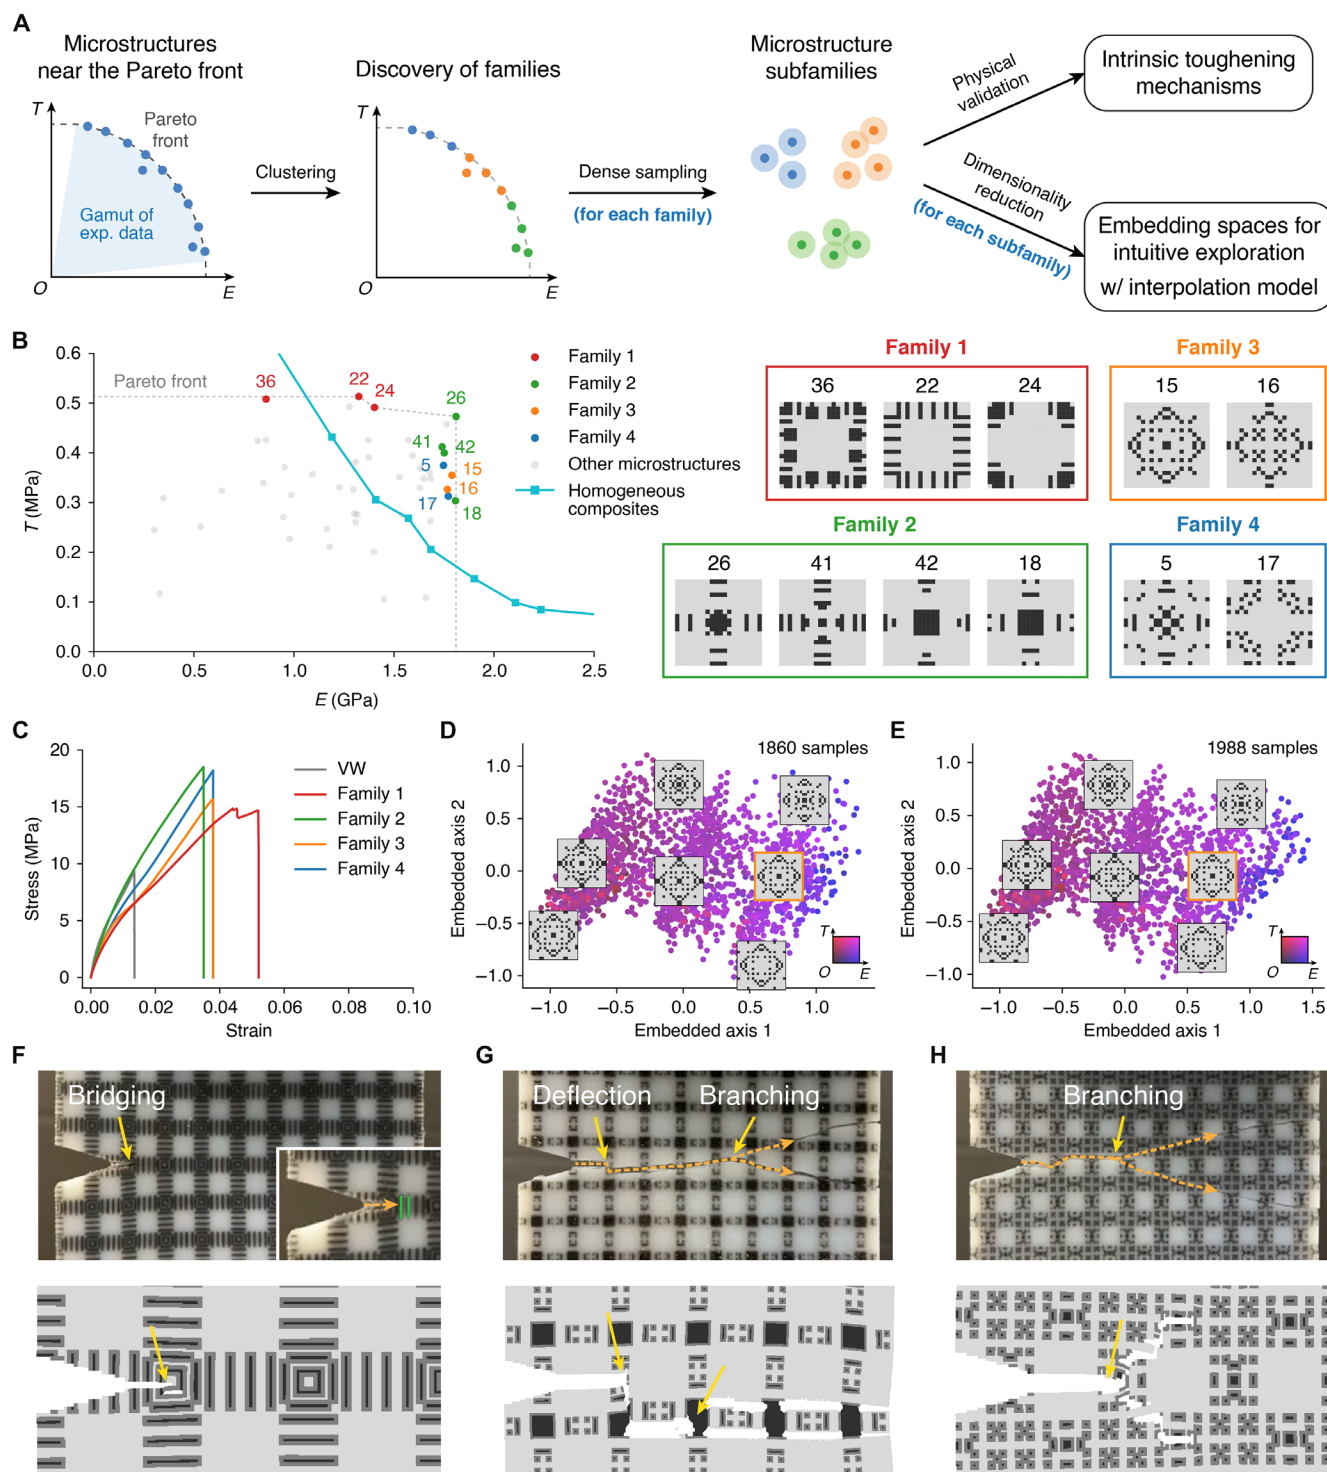 A
Microstructures
near the Pareto front
T
Pareto
front
Gamut of
exp. data
O
E
Clustering
Discovery of families
T
O
E
Dense sampling
(for each family)
Microstructure
subfamilies
Physical
validation
Dimensionality
reduction
(for each subfamily)
Intrinsic toughening
mechanisms
Embedding spaces for
intuitive exploration
w/ interpolation model
B
T (MPa)
0.6
0.5
0.4
0.3
0.2
0.1
0.0
0.0
0.5
1.0
1.5
2.0
2.5
E (GPa)
Pareto front
36
22
24
26
41
42
5
15
16
17
18
Family 1
Family 2
Family 3
Family 4
Other microstructures
Homogeneous
composites
Family 1
36
22
24
Family 3
15
16
Family 2
26
41
42
18
Family 4
5
17
C
Stress (MPa)
20
15
10
5
0
0.00
0.02
0.04
0.06
0.08
0.10
Strain
VW
Family 1
Family 2
Family 3
Family 4
D
1860 samples
Embedded axis 2
1.0
0.5
0.0
−0.5
−1.0
−1.0
−0.5
0.0
0.5
1.0
Embedded axis 1
T
O
E
E
1988 samples
Embedded axis 2
1.0
0.5
0.0
−0.5
−1.0
−1.0
−0.5
0.0
0.5
1.0
1.5
Embedded axis 1
T
O
E
F
Bridging
G
Deflection
Branching
H
Branching